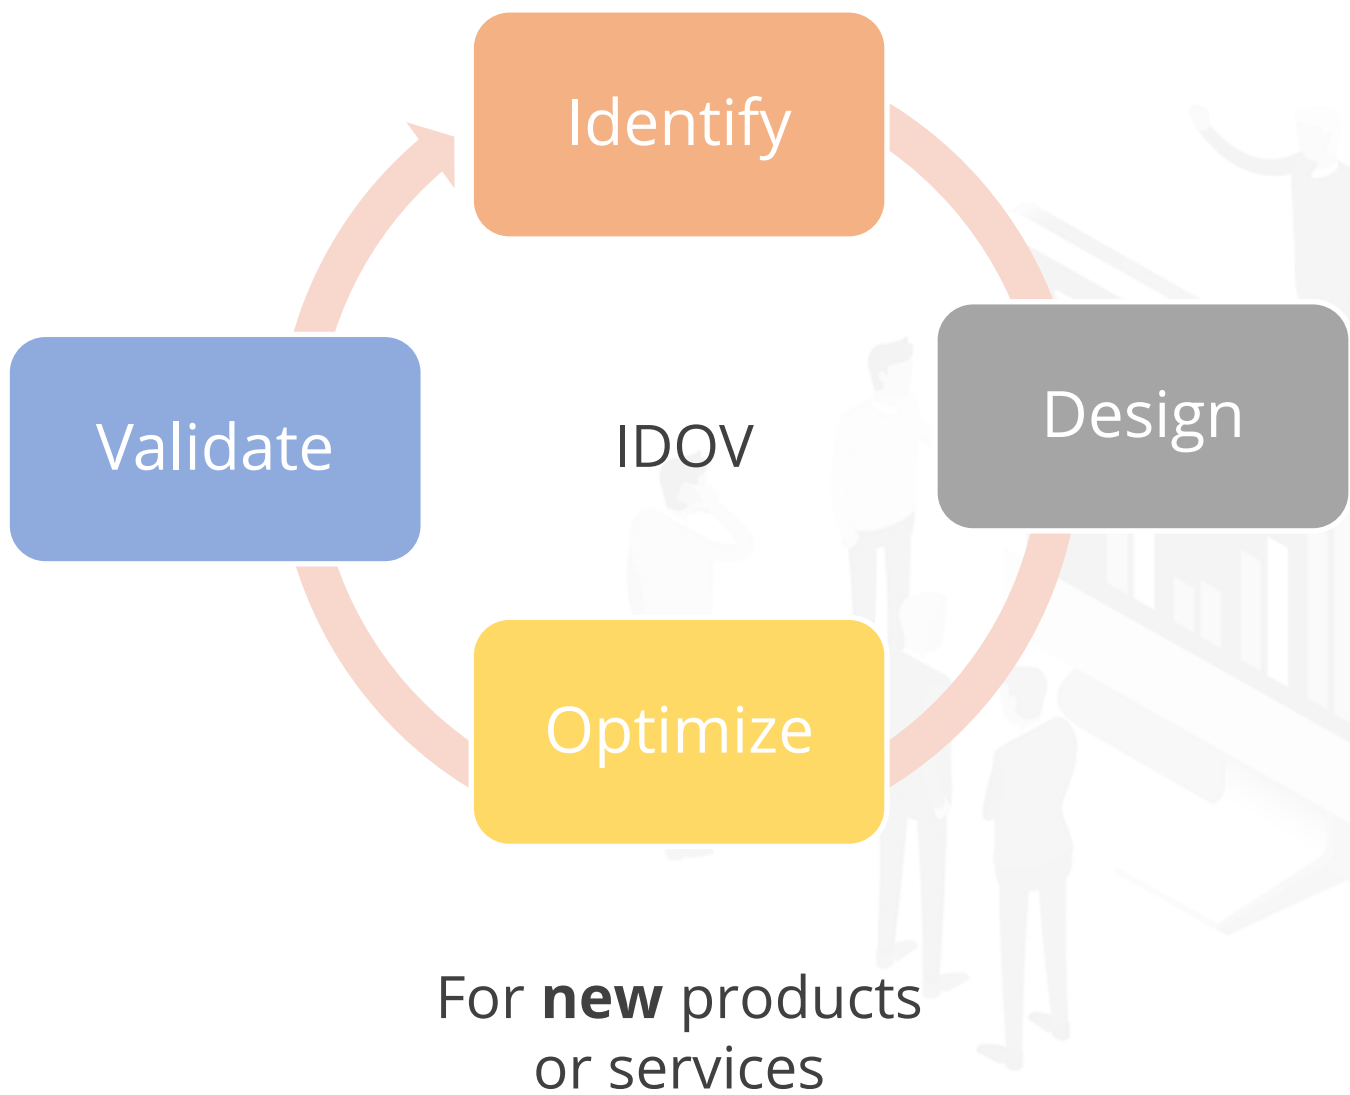 Identify
Design
Validate
IDOV
Optimize
For new products
or services